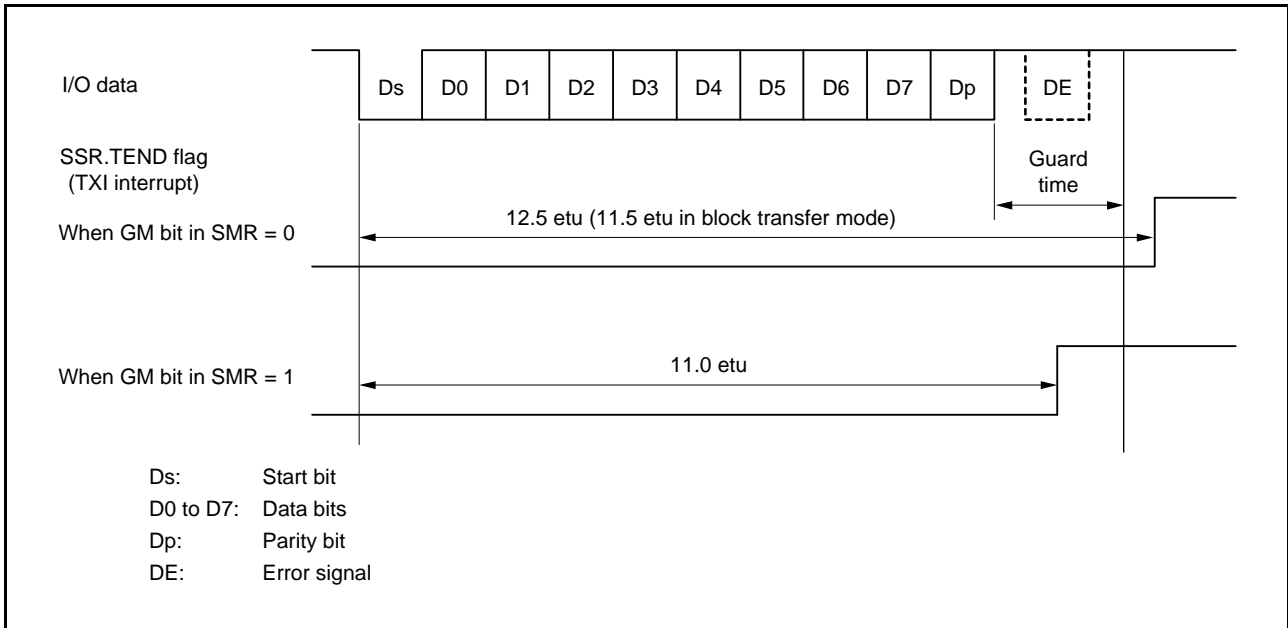 I/O data
Ds D0 D1 D2 D3 D4 D5 D6 D7 Dp DE
SSR.TEND flag
(TXI interrupt)
Guard
time
When GM bit in SMR = 0
12.5 etu (11.5 etu in block transfer mode)
When GM bit in SMR = 1
11.0 etu
Ds: Start bit
D0 to D7: Data bits
Dp: Parity bit
DE: Error signal